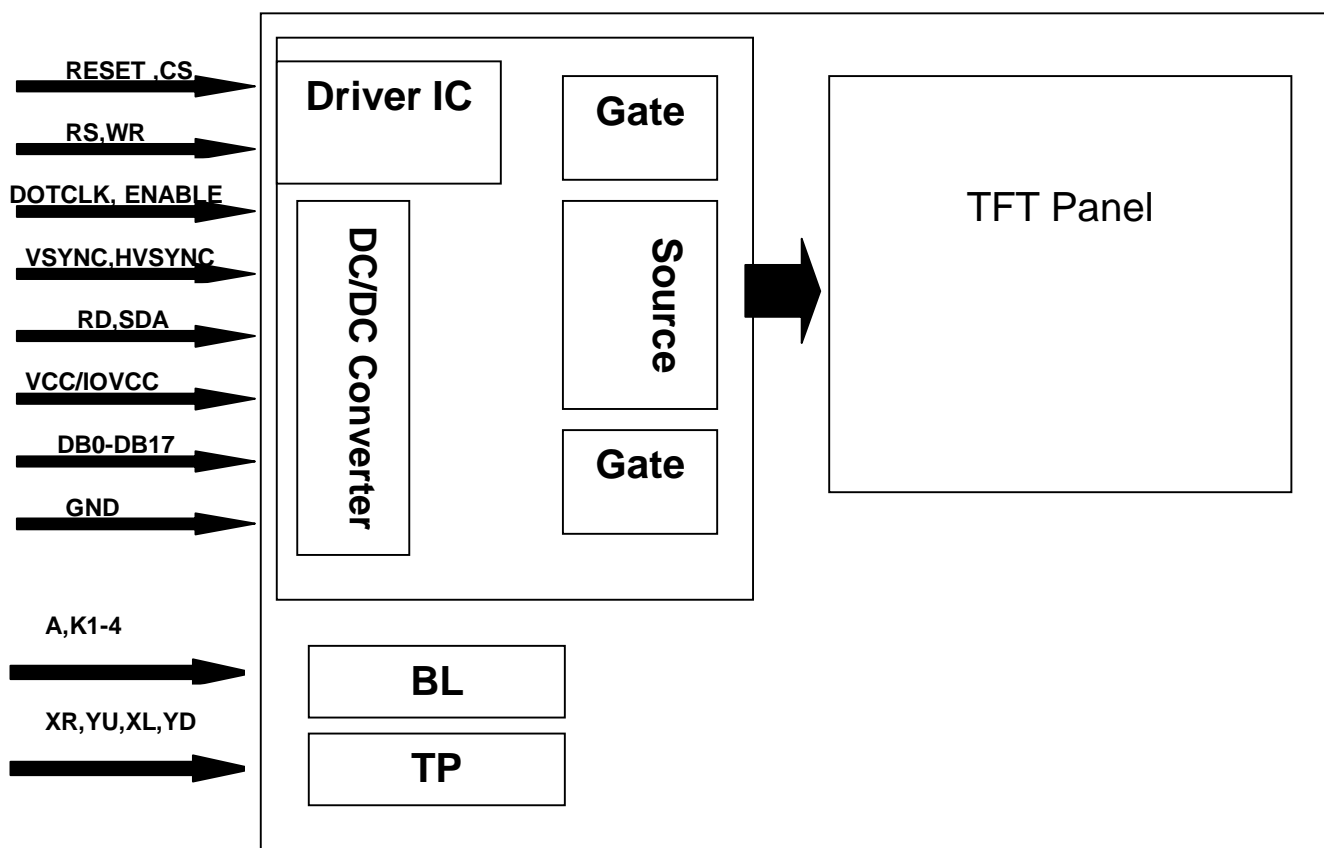 RESET ,CS
RS,WR
DOTCLK, ENABLE
VSYNC,HVSYNC
RD,SDA
VCC/IOVCC
DB0-DB17
GND
A,K1-4
XR,YU,XL,YD
Driver IC
DC/DC Converter
Gate
Source
Gate
TFT Panel
BL
TP